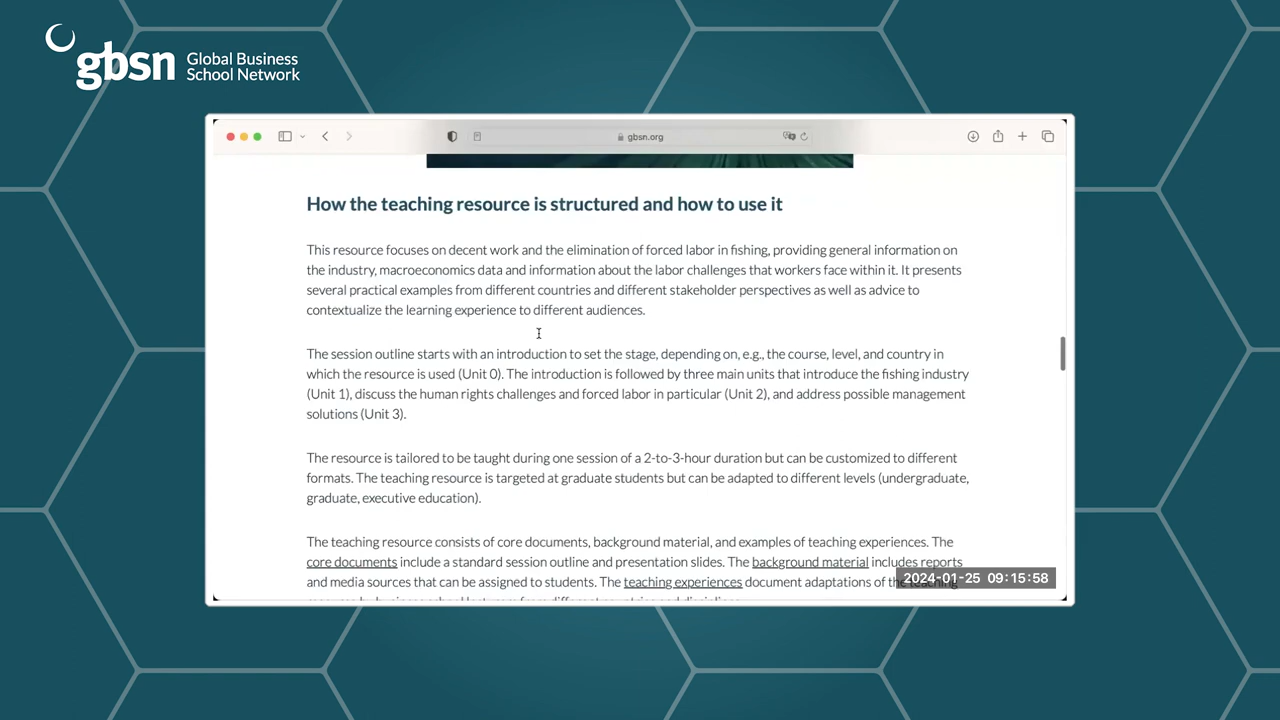 gbsn Global Business
School Network
gbsn.org
How the teaching resource is structured and how to use it
This resource focuses on decent work and the elimination of forced labor in fishing, providing general information on
the industry, macroeconomics data and information about the labor challenges that workers face within it. It presents
several practical examples from different countries and different stakeholder perspectives as well as advice to
contextualize the learning experience to different audiences.
The session outline starts with an introduction to set the stage, depending on, e.g., the course, level, and country in
which the resource is used (Unit 0). The introduction is followed by three main units that introduce the fishing industry
(Unit 1), discuss the human rights challenges and forced labor in particular (Unit 2), and address possible management
solutions (Unit 3).
The resource is tailored to be taught during one session of a 2-to-3-hour duration but can be customized to different
formats. The teaching resource is targeted at graduate students but can be adapted to different levels (undergraduate,
graduate, executive education).
The teaching resource consists of core documents, background material, and examples of teaching experiences. The
core documents include a standard session outline and presentation slides. The background material includes reports
and media sources that can be assigned to students. The teaching experiences document adaptations of the teaching
2024-01-25 09:15:58